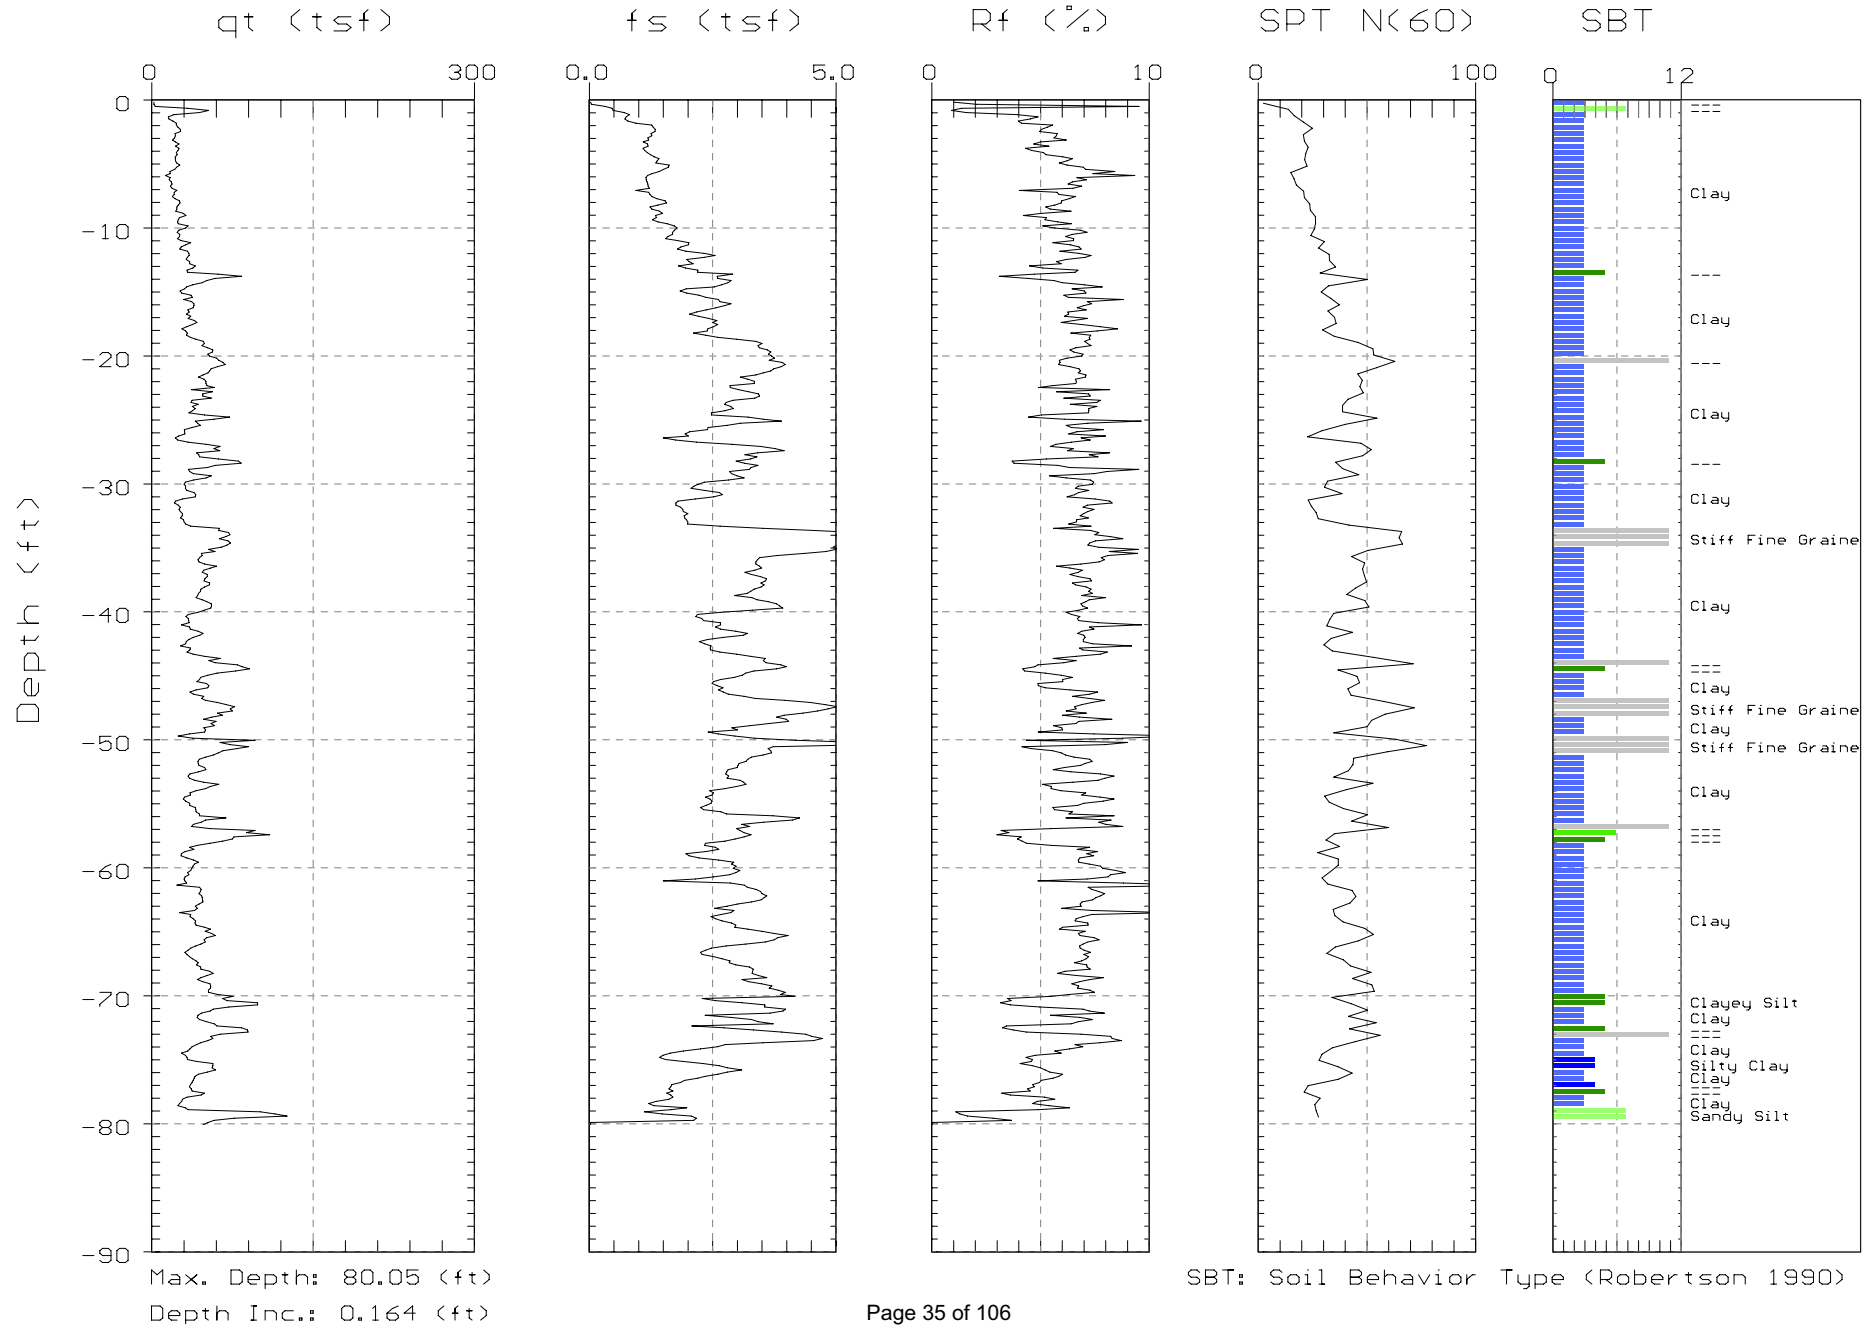 qt (tsf) fs (tsf) Rf (%) SPT N(60) SBT
0 300 0.0 5.0 0 10 0 100 0 12
0
---
---
Clay
-10
---
Clay
-20
---
Clay
---
-30
Clay
Stiff Fine Graine
Depth (ft)
Clay
-40
---
---
Clay
Stiff Fine Graine
Clay
-50
Stiff Fine Graine
Clay
---
---
---
-60
Clay
-70
Clayey Silt
Clay
---
---
Clay
Silty Clay
Clay
---
---
Clay
Sandy Silt
-80
-90
Max. Depth: 80.05 (ft)
SBT: Soil Behavior Type (Robertson 1990)
Depth Inc.: 0.164 (ft)
Page 35 of 106